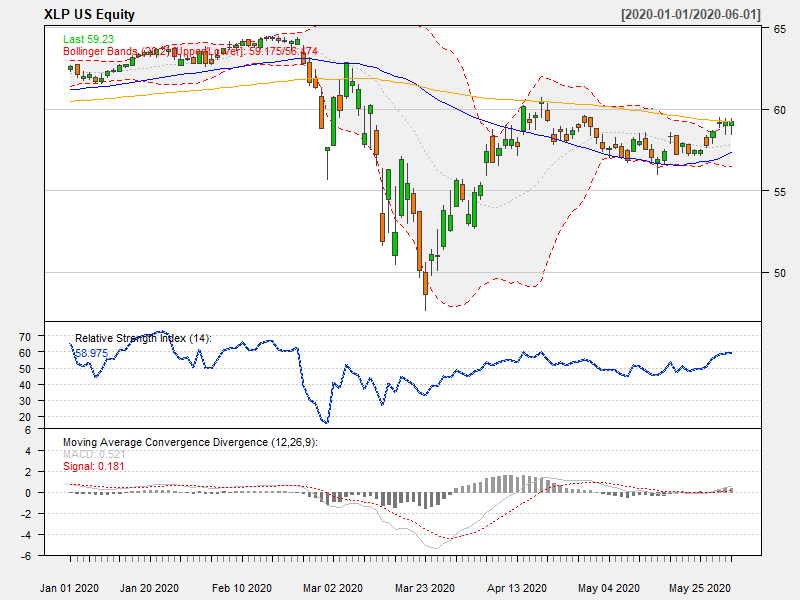 XLP US Equity [2020-01-01/2020-06-01]
Last 59.23
Bollinger Bands (20,2) [Upper/Lower]: 59.175/56.474
65
60
55
50
Relative Strength Index (14):
58.975
70
60
50
40
30
20
6
Moving Average Convergence Divergence (12,26,9):
MACD: 0.521
Signal: 0.181
4
2
0
-2
-4
-6
Jan 01 2020 Jan 20 2020 Feb 10 2020 Mar 02 2020 Mar 23 2020 Apr 13 2020 May 04 2020 May 25 2020